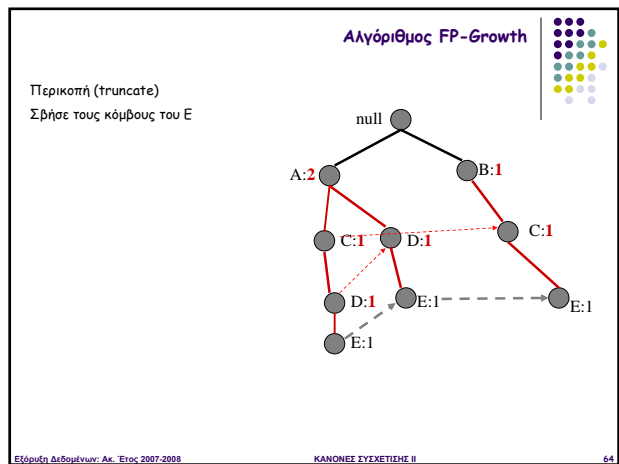 Αλγόριθμος FP-Growth
Περικοπή (truncate)
Σβήσε τους κόμβους του Ε
null
A:2
B:1
C:1
D:1
C:1
D:1
E:1
E:1
E:1
Εξόρυξη Δεδομένων: Ακ. Έτος 2007-2008
ΚΑΝΟΝΕΣ ΣΥΣΧΕΤΙΣΗΣ II
64